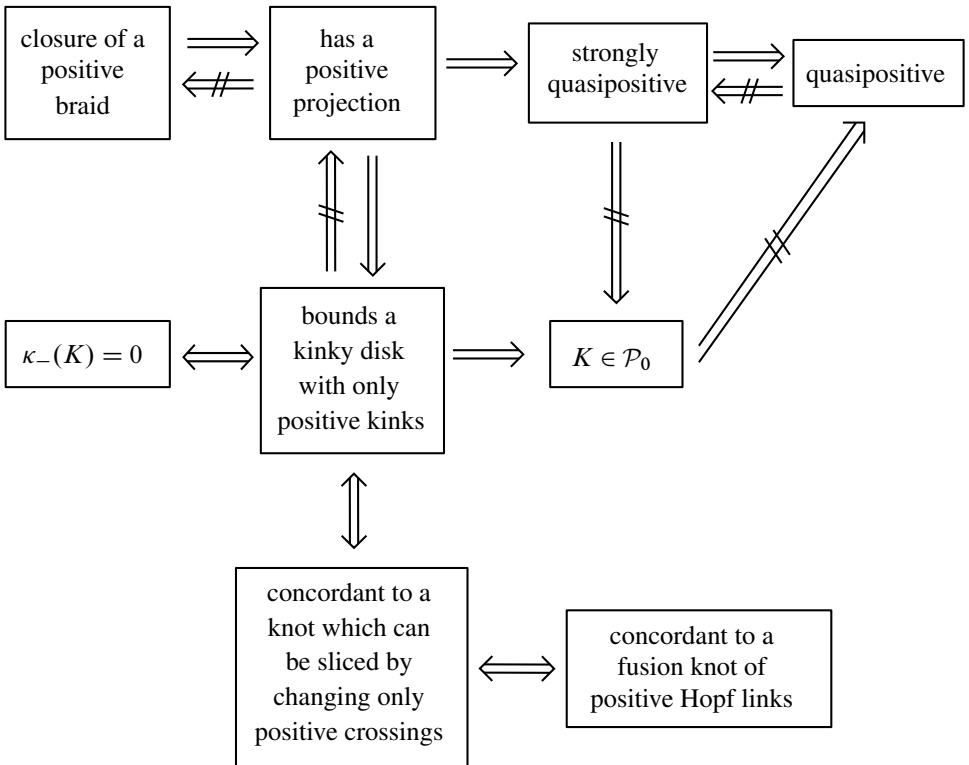 closure of a
positive
braid
has a
positive
projection
strongly
quasipositive
quasipositive
κ−(K) = 0
bounds a
kinky disk
with only
positive kinks
K ∈ 𝒫₀
concordant to a
knot which can
be sliced by
changing only
positive crossings
concordant to a
fusion knot of
positive Hopf links